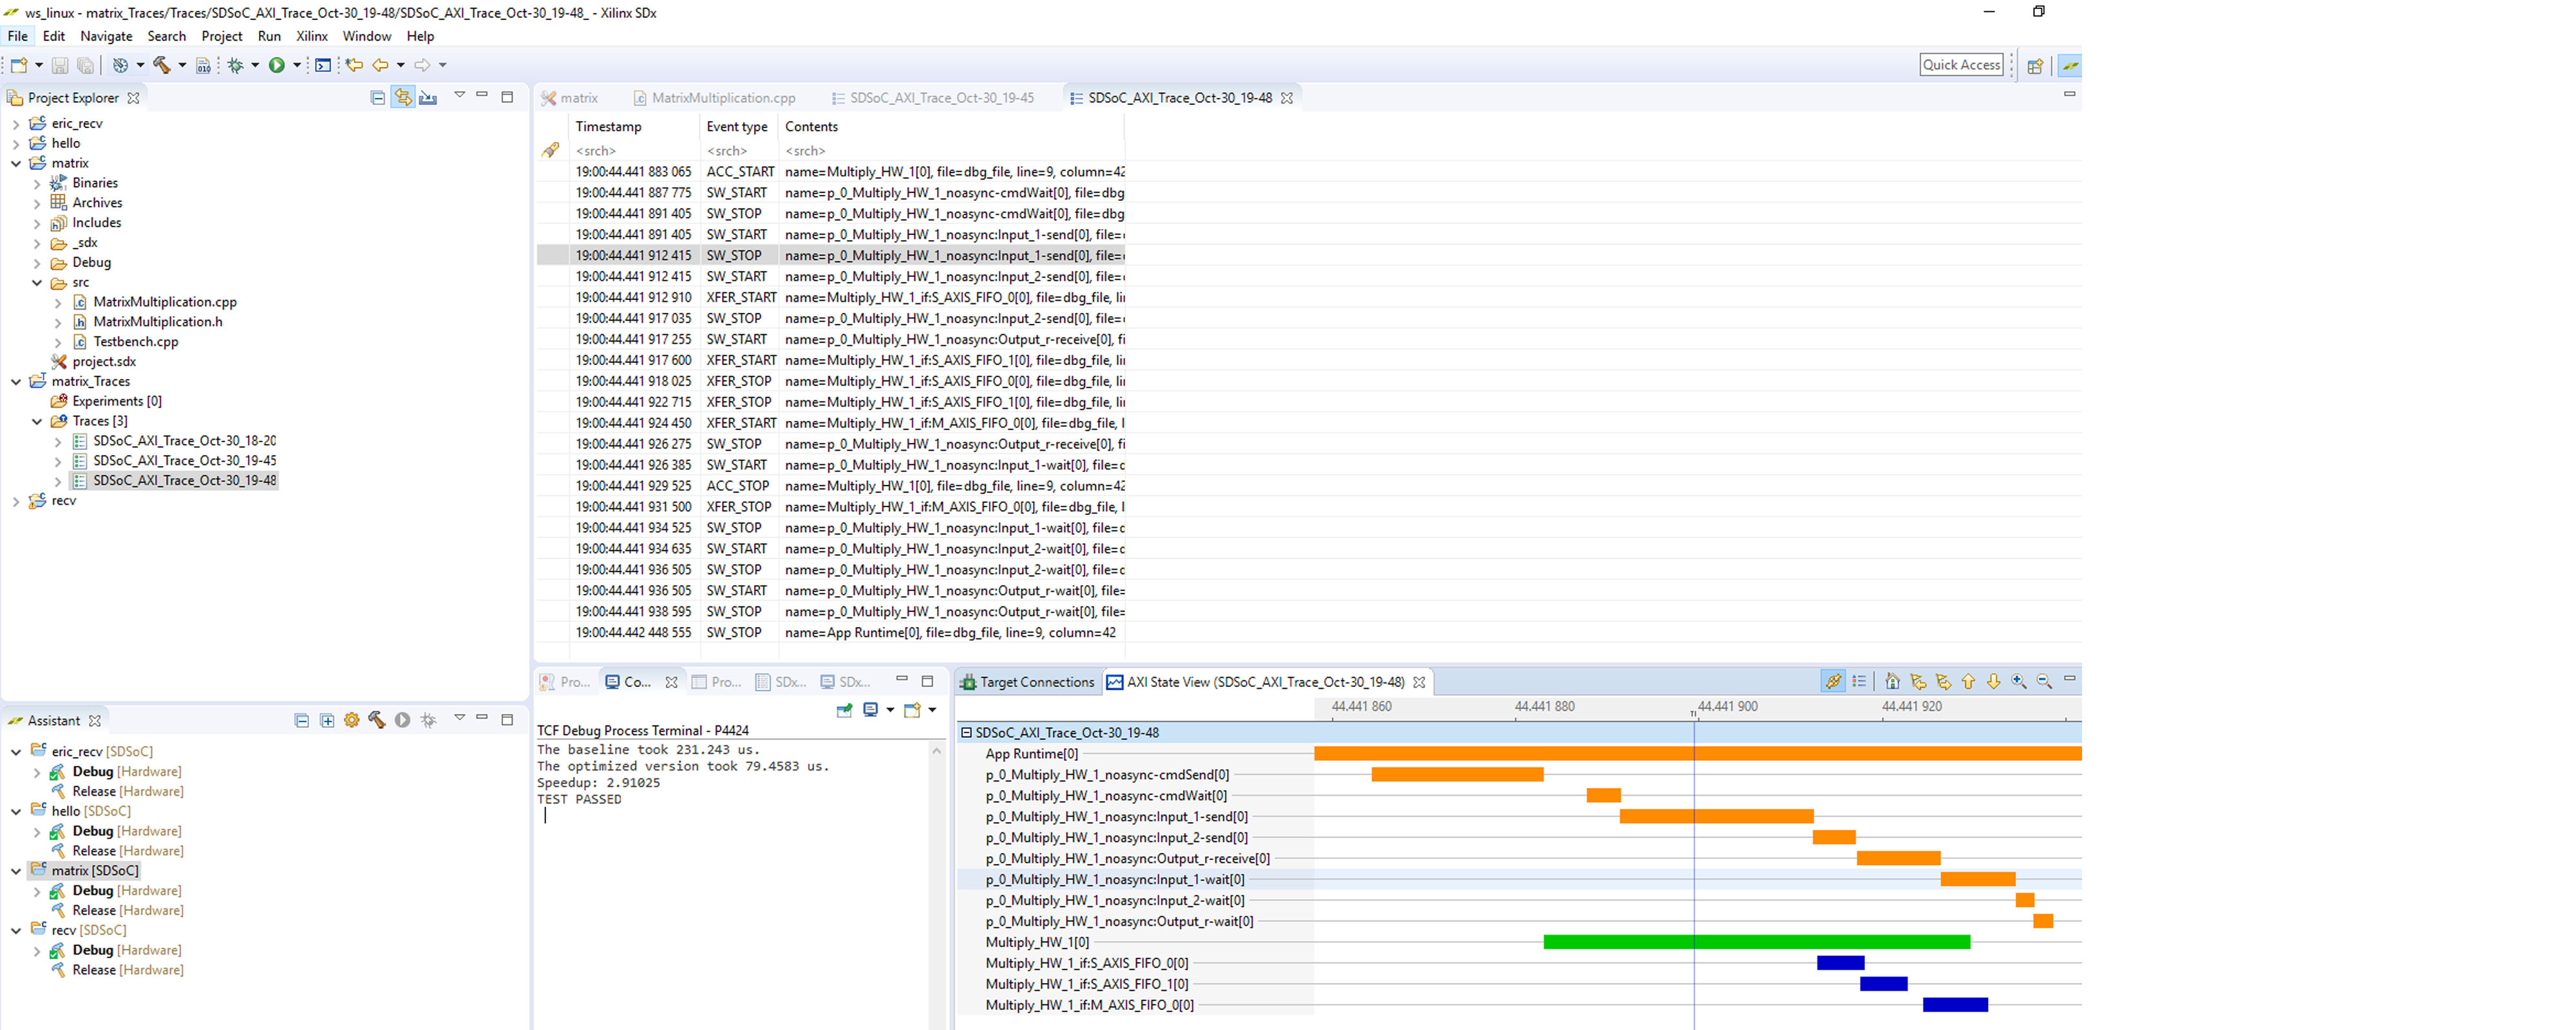 ws_linux - matrix_Traces/Traces/SDSoC_AXI_Trace_Oct-30_19-48/SDSoC_AXI_Trace_Oct-30_19-48_ - Xilinx SDx
File Edit Navigate Search Project Run Xilinx Window Help
Quick Access
Project Explorer
eric_recv
hello
matrix
Binaries
Archives
Includes
_sdx
Debug
src
MatrixMultiplication.cpp
MatrixMultiplication.h
Testbench.cpp
project.sdx
matrix_Traces
Experiments [0]
Traces [3]
SDSoC_AXI_Trace_Oct-30_18-20
SDSoC_AXI_Trace_Oct-30_19-45
SDSoC_AXI_Trace_Oct-30_19-48
recv
matrix MatrixMultiplication.cpp SDSoC_AXI_Trace_Oct-30_19-45 SDSoC_AXI_Trace_Oct-30_19-48
Timestamp Event type Contents
<srch> <srch> <srch>
19:00:44.441 883 065 ACC_START name=Multiply_HW_1[0], file=dbg_file, line=9, column=42
19:00:44.441 887 775 SW_START name=p_0_Multiply_HW_1_noasync-cmdWait[0], file=dbg
19:00:44.441 891 405 SW_STOP name=p_0_Multiply_HW_1_noasync-cmdWait[0], file=dbg
19:00:44.441 891 405 SW_START name=p_0_Multiply_HW_1_noasync:Input_1-send[0], file=
19:00:44.441 912 415 SW_STOP name=p_0_Multiply_HW_1_noasync:Input_1-send[0], file=
19:00:44.441 912 415 SW_START name=p_0_Multiply_HW_1_noasync:Input_2-send[0], file=
19:00:44.441 912 910 XFER_START name=Multiply_HW_1_if:S_AXIS_FIFO_0[0], file=dbg_file, li
19:00:44.441 917 035 SW_STOP name=p_0_Multiply_HW_1_noasync:Input_2-send[0], file=
19:00:44.441 917 255 SW_START name=p_0_Multiply_HW_1_noasync:Output_r-receive[0], fi
19:00:44.441 917 600 XFER_START name=Multiply_HW_1_if:S_AXIS_FIFO_1[0], file=dbg_file, li
19:00:44.441 918 025 XFER_STOP name=Multiply_HW_1_if:S_AXIS_FIFO_0[0], file=dbg_file, li
19:00:44.441 922 715 XFER_STOP name=Multiply_HW_1_if:S_AXIS_FIFO_1[0], file=dbg_file, li
19:00:44.441 924 450 XFER_START name=Multiply_HW_1_if:M_AXIS_FIFO_0[0], file=dbg_file, l
19:00:44.441 926 275 SW_STOP name=p_0_Multiply_HW_1_noasync:Output_r-receive[0], fi
19:00:44.441 926 385 SW_START name=p_0_Multiply_HW_1_noasync:Input_1-wait[0], file=d
19:00:44.441 929 525 ACC_STOP name=Multiply_HW_1[0], file=dbg_file, line=9, column=42
19:00:44.441 931 500 XFER_STOP name=Multiply_HW_1_if:M_AXIS_FIFO_0[0], file=dbg_file, l
19:00:44.441 934 525 SW_STOP name=p_0_Multiply_HW_1_noasync:Input_1-wait[0], file=d
19:00:44.441 934 635 SW_START name=p_0_Multiply_HW_1_noasync:Input_2-wait[0], file=d
19:00:44.441 936 505 SW_STOP name=p_0_Multiply_HW_1_noasync:Input_2-wait[0], file=d
19:00:44.441 936 505 SW_START name=p_0_Multiply_HW_1_noasync:Output_r-wait[0], file=
19:00:44.441 938 595 SW_STOP name=p_0_Multiply_HW_1_noasync:Output_r-wait[0], file=
19:00:44.442 448 555 SW_STOP name=App Runtime[0], file=dbg_file, line=9, column=42
Assistant
eric_recv [SDSoC]
Debug [Hardware]
Release [Hardware]
hello [SDSoC]
Debug [Hardware]
Release [Hardware]
matrix [SDSoC]
Debug [Hardware]
Release [Hardware]
recv [SDSoC]
Debug [Hardware]
Release [Hardware]
Pro... Co... Pro... SDx... SDx...
TCF Debug Process Terminal - P4424
The baseline took 231.243 us.
The optimized version took 79.4583 us.
Speedup: 2.91025
TEST PASSED
Target Connections AXI State View (SDSoC_AXI_Trace_Oct-30_19-48)
44.441 860 44.441 880 44.441 900 44.441 920
T1
SDSoC_AXI_Trace_Oct-30_19-48
App Runtime[0]
p_0_Multiply_HW_1_noasync-cmdSend[0]
p_0_Multiply_HW_1_noasync-cmdWait[0]
p_0_Multiply_HW_1_noasync:Input_1-send[0]
p_0_Multiply_HW_1_noasync:Input_2-send[0]
p_0_Multiply_HW_1_noasync:Output_r-receive[0]
p_0_Multiply_HW_1_noasync:Input_1-wait[0]
p_0_Multiply_HW_1_noasync:Input_2-wait[0]
p_0_Multiply_HW_1_noasync:Output_r-wait[0]
Multiply_HW_1[0]
Multiply_HW_1_if:S_AXIS_FIFO_0[0]
Multiply_HW_1_if:S_AXIS_FIFO_1[0]
Multiply_HW_1_if:M_AXIS_FIFO_0[0]